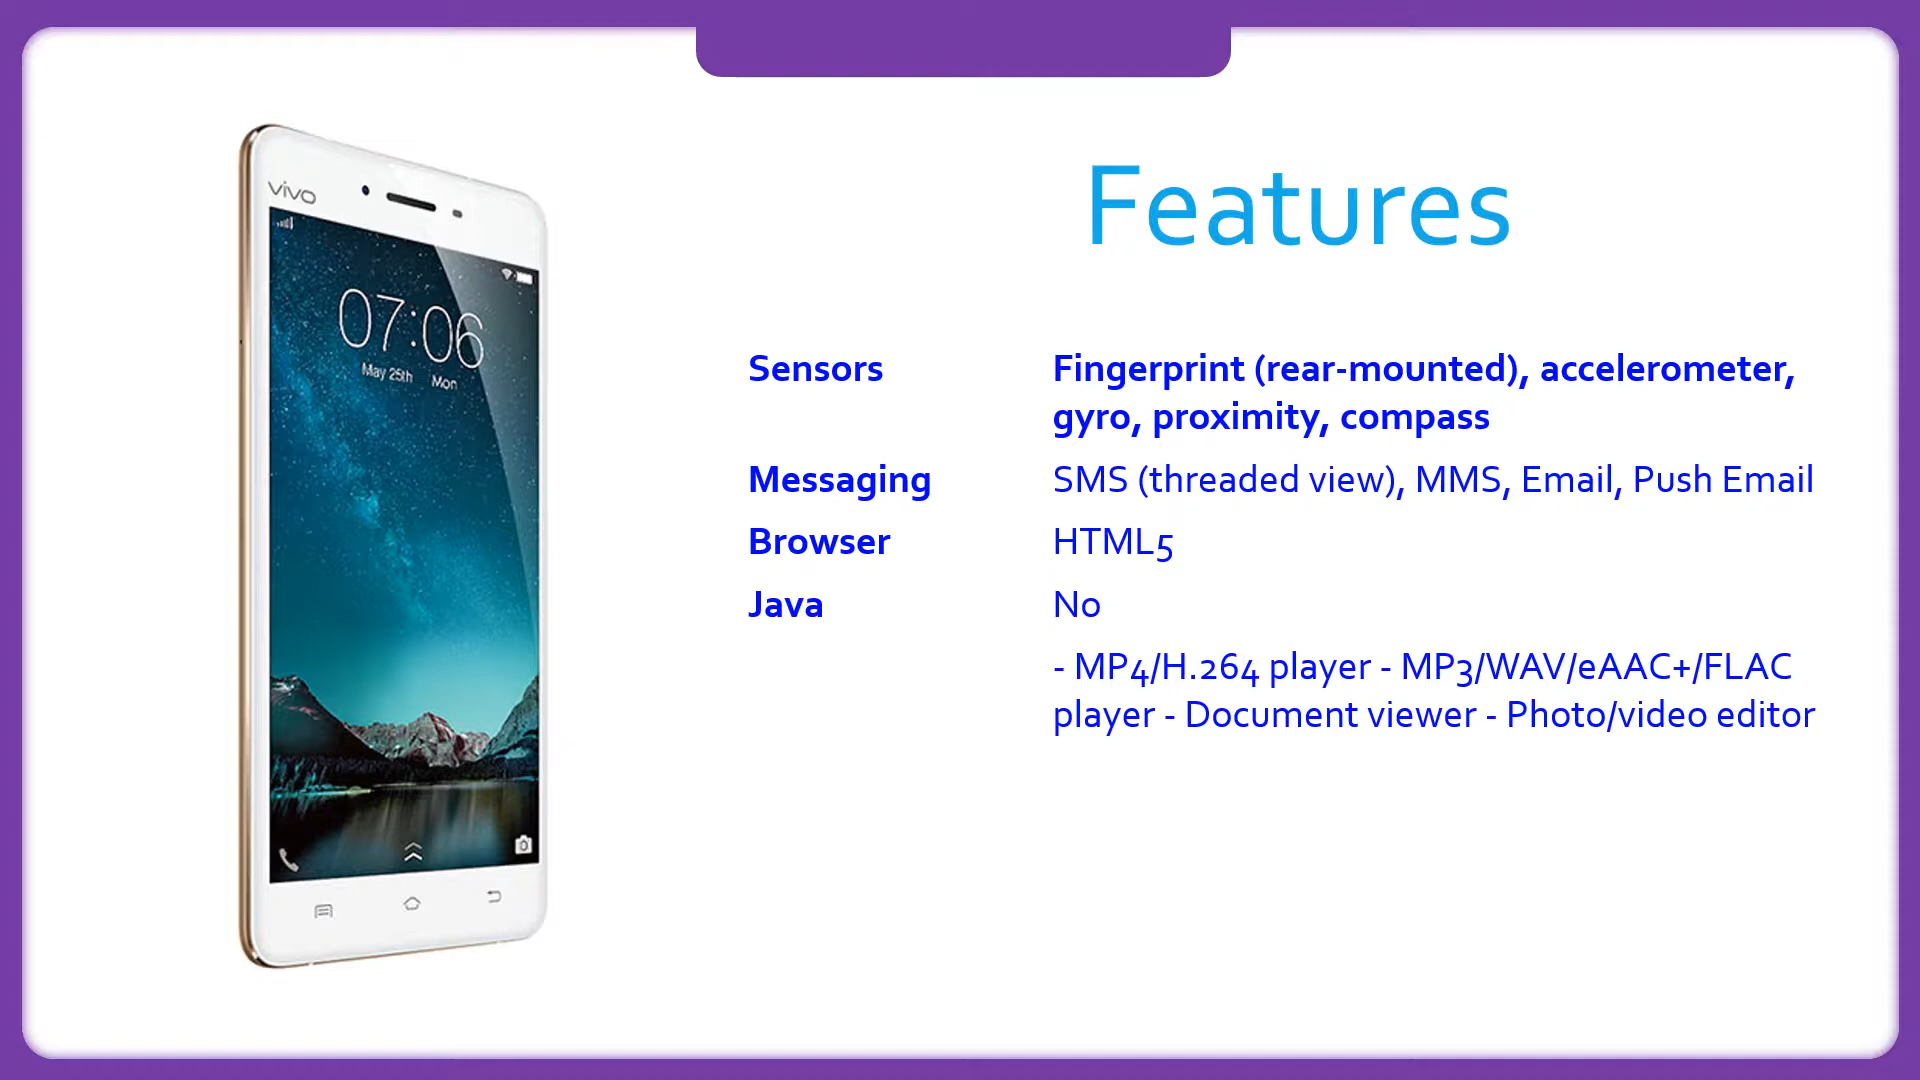 vivo
07:06
May 25th Mon
Features
Sensors Fingerprint (rear-mounted), accelerometer,
gyro, proximity, compass
Messaging SMS (threaded view), MMS, Email, Push Email
Browser HTML5
Java No
- MP4/H.264 player - MP3/WAV/eAAC+/FLAC
player - Document viewer - Photo/video editor